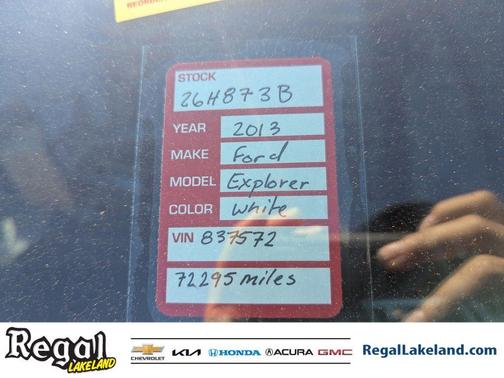 REORDER
STOCK
26H873B
YEAR 2013
MAKE Ford
MODEL Explorer
COLOR White
VIN 837572
72295 miles
Regal
LAKELAND
CHEVROLET KIA HONDA ACURA GMC
RegalLakeland.com